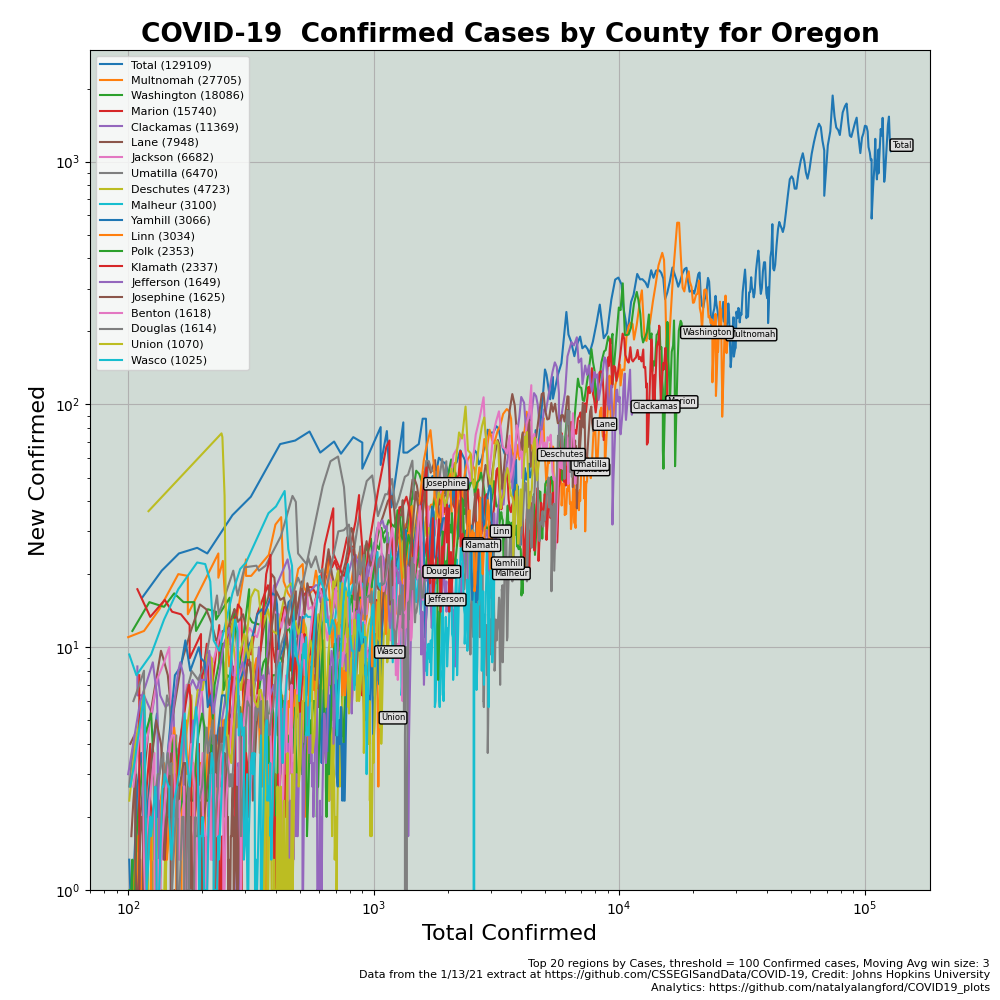 COVID-19  Confirmed Cases by County for Oregon
Total (129109)
Multnomah (27705)
Washington (18086)
Marion (15740)
Clackamas (11369)
Lane (7948)
Jackson (6682)
Umatilla (6470)
Deschutes (4723)
Malheur (3100)
Yamhill (3066)
Linn (3034)
Polk (2353)
Klamath (2337)
Jefferson (1649)
Josephine (1625)
Benton (1618)
Douglas (1614)
Union (1070)
Wasco (1025)
Total
Washington
Clackamas
Lane
Deschutes
Umatilla
Josephine
Linn
Klamath
Yamhill
Malheur
Douglas
Jefferson
Wasco
Union
10³
10²
10¹
10⁰
New Confirmed
10² 10³ 10⁴ 10⁵
Total Confirmed
Top 20 regions by Cases, threshold = 100 Confirmed cases, Moving Avg win size: 3
Data from the 1/13/21 extract at https://github.com/CSSEGISandData/COVID-19, Credit: Johns Hopkins University
Analytics: https://github.com/natalyalangford/COVID19_plots